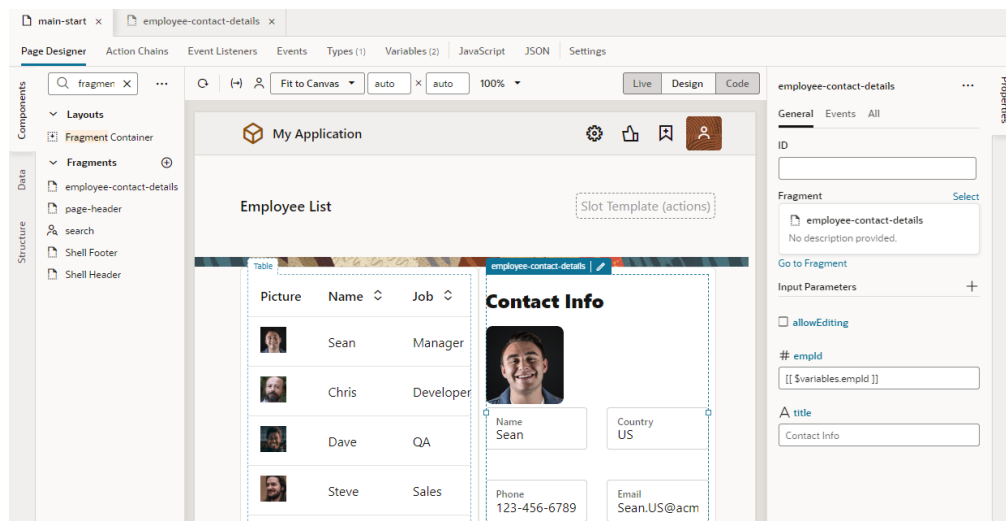 main-start ×
employee-contact-details ×
Page Designer Action Chains Event Listeners Events Types (1) Variables (2) JavaScript JSON Settings
Components
Data
Structure
fragmen ×
Layouts
Fragment Container
Fragments
employee-contact-details
page-header
search
Shell Footer
Shell Header
Fit to Canvas auto × auto 100% Live Design Code
My Application
Employee List
Slot Template (actions)
Table
Picture Name Job
Sean Manager
Chris Developer
Dave QA
Steve Sales
employee-contact-details
Contact Info
Name
Sean
Country
US
Phone
123-456-6789
Email
Sean.US@acm
employee-contact-details
General Events All
ID
Fragment Select
employee-contact-details
No description provided.
Go to Fragment
Input Parameters
allowEditing
# empId
[[ $variables.empId ]]
A title
Contact Info
Properties